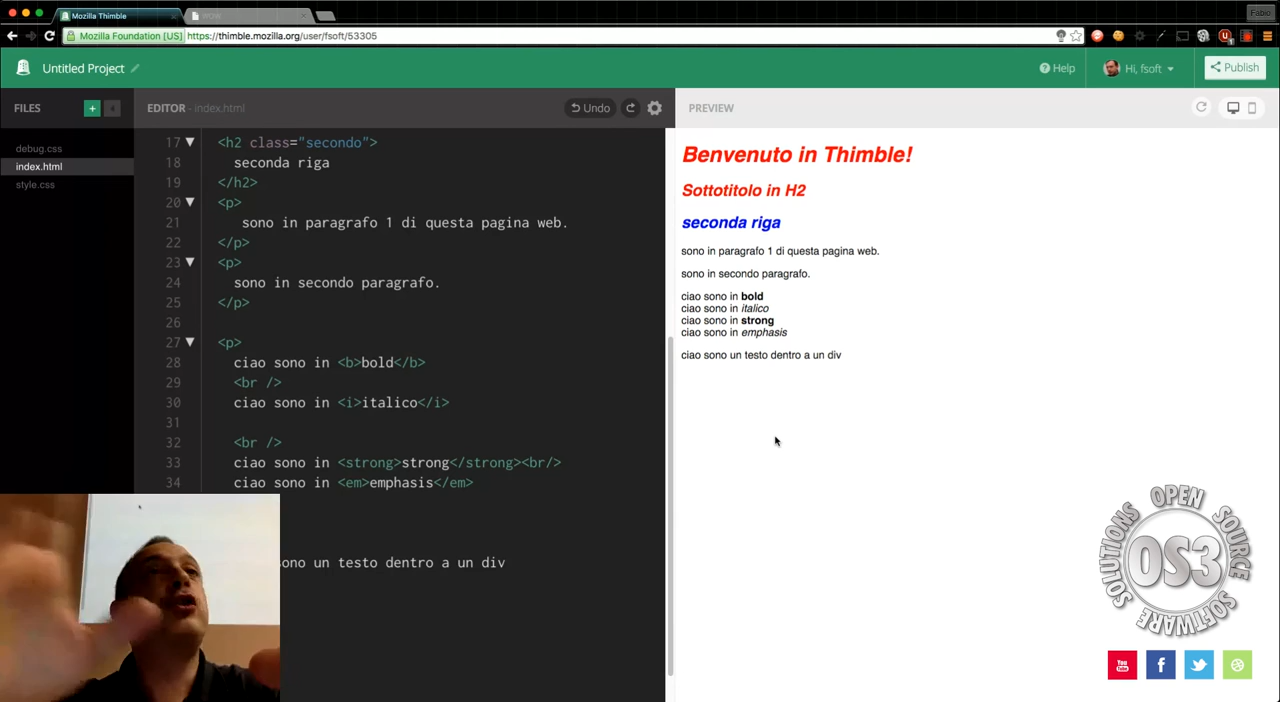 Mozilla Thimble
Fabio
Mozilla Foundation [US] https://thimble.mozilla.org/user/fsoft/53305
Untitled Project
Help
Hi, fsoft
Publish
FILES
EDITOR - index.html
Undo
PREVIEW
debug.css
index.html
style.css
17 <h2 class="secondo">
18 seconda riga
19 </h2>
20 <p>
21 sono in paragrafo 1 di questa pagina web.
22 </p>
23 <p>
24 sono in secondo paragrafo.
25 </p>
26
27 <p>
28 ciao sono in <b>bold</b>
29 <br />
30 ciao sono in <i>italico</i>
31
32 <br />
33 ciao sono in <strong>strong</strong><br/>
34 ciao sono in <em>emphasis</em>
sono un testo dentro a un div
Benvenuto in Thimble!
Sottotitolo in H2
seconda riga
sono in paragrafo 1 di questa pagina web.
sono in secondo paragrafo.
ciao sono in bold
ciao sono in italico
ciao sono in strong
ciao sono in emphasis
ciao sono un testo dentro a un div
OPEN SOURCE SOFTWARE SOLUTIONS
OS3
You Tube